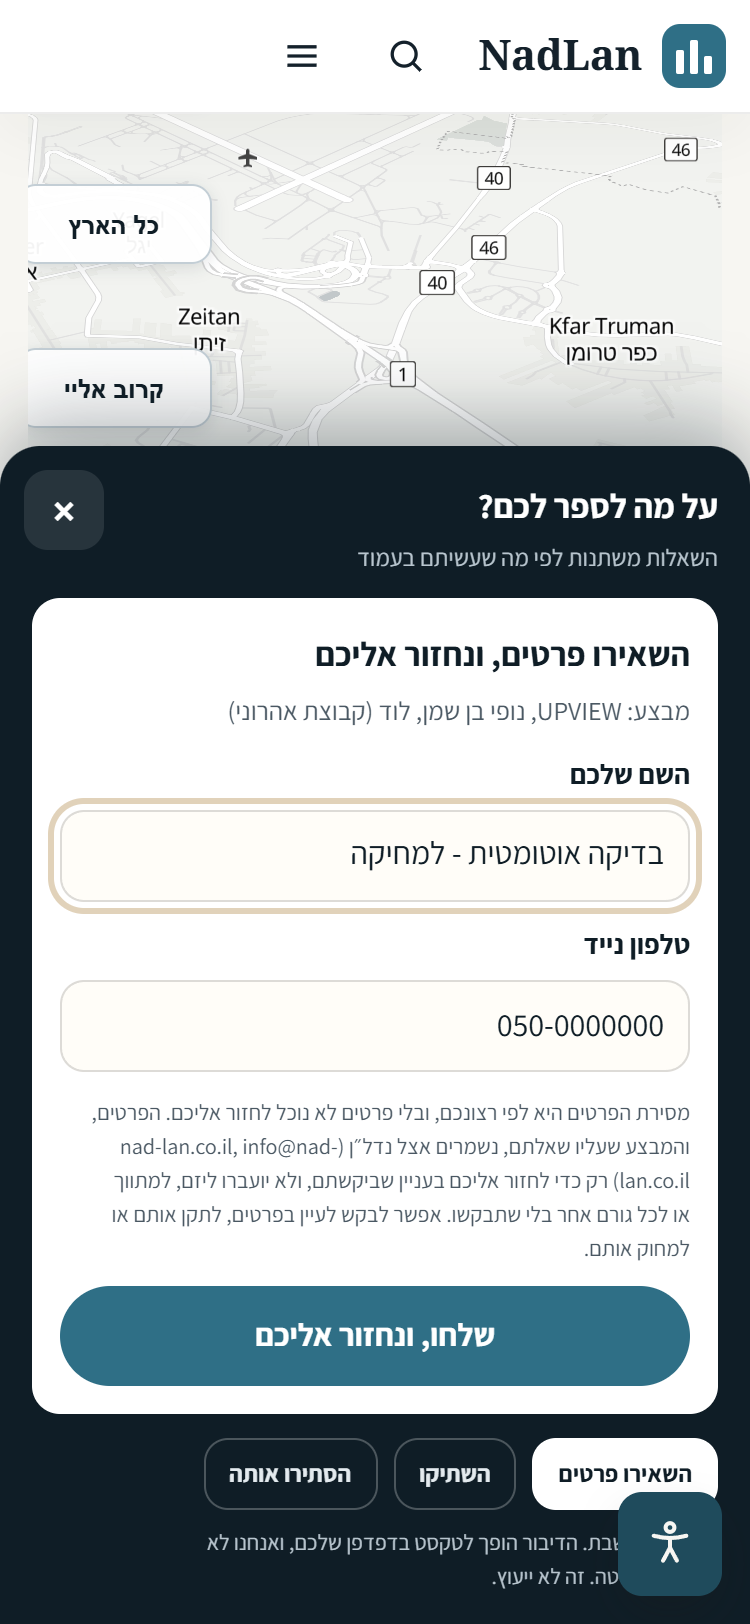 NadLan
46
40
כל הארץ
46
40
Zeitan
זיתן
Kfar Truman
כפר טרומן
1
קרוב אליי
על מה לספר לכם?
×
השאלות משתנות לפי מה שעשיתם בעמוד
השאירו פרטים, ונחזור אליכם
מבצע: UPVIEW, נופי בן שמן, לוד (קבוצת אהרוני)
השם שלכם
בדיקה אוטומטית - למחיקה
טלפון נייד
050-0000000
מסירת הפרטים היא לפי רצונכם, ובלי פרטים לא נוכל לחזור אליכם. הפרטים,
והמבצע שעליו שאלתם, נשמרים אצל נדל״ן (nad-lan.co.il, info@nad-
lan.co.il) רק כדי לחזור אליכם בעניין שביקשתם, ולא יועברו ליזם, למתווך
או לכל גורם אחר בלי שתבקשו. אפשר לבקש לעיין בפרטים, לתקן אותם או
למחוק אותם.
שלחו, ונחזור אליכם
השאירו פרטים
השתיקו
הסתירו אותה
הדיבור הופך לטקסט בדפדפן שלכם, ואנחנו לא
זה לא ייעוץ.